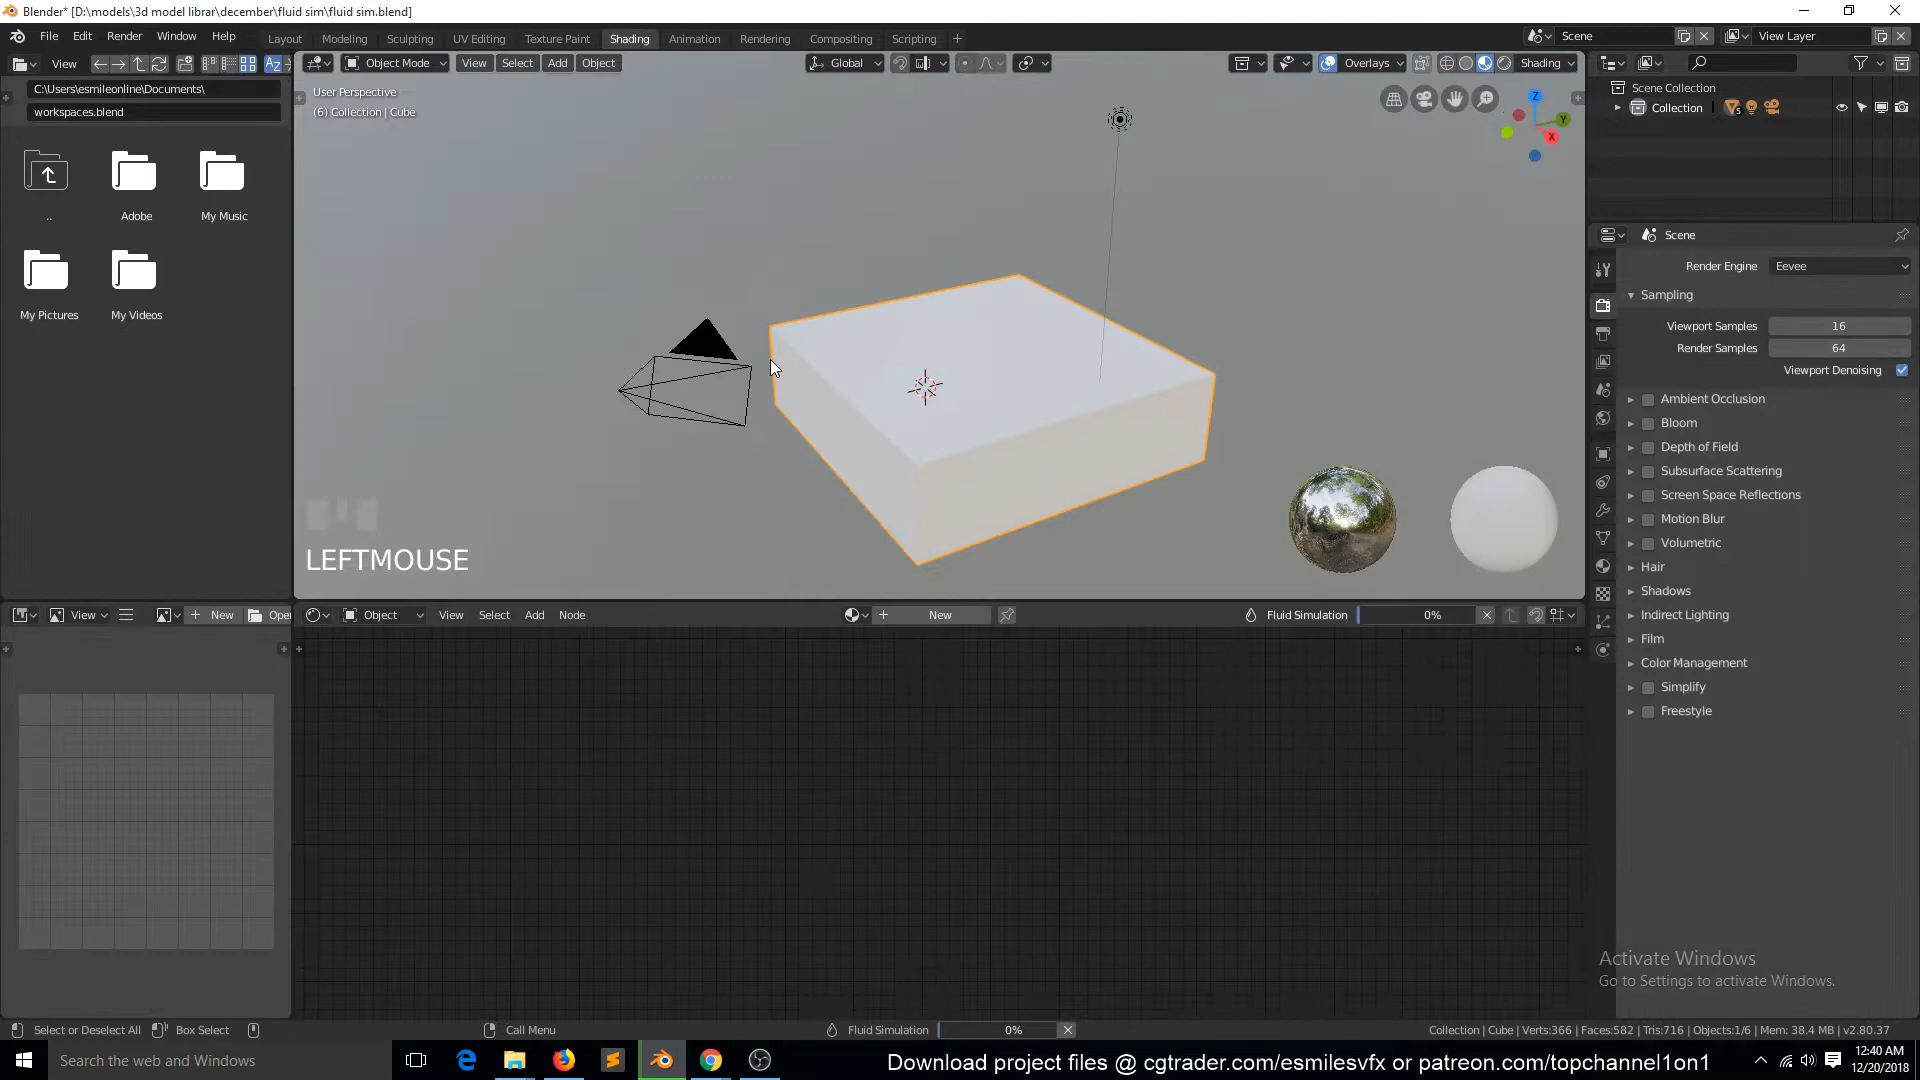 Blender* [D:\models\3d model librar\december\fluid sim\fluid sim.blend]
File Edit Render Window Help Layout Modeling Sculpting UV Editing Texture Paint Shading Animation Rendering Compositing Scripting + Scene View Layer
View Object Mode View Select Add Object Global Overlays Shading
C:\Users\esmileonline\Documents\
workspaces.blend
User Perspective
(6) Collection | Cube
Z
Y
X
Scene Collection
Collection 5
..
Adobe
My Music
My Pictures
My Videos
LEFTMOUSE
Scene
Render Engine Eevee
Sampling
Viewport Samples 16
Render Samples 64
Viewport Denoising
Ambient Occlusion
Bloom
Depth of Field
Subsurface Scattering
Screen Space Reflections
Motion Blur
Volumetric
Hair
Shadows
Indirect Lighting
Film
Color Management
Simplify
Freestyle
View + New Open
Object View Select Add Node + New Fluid Simulation 0%
Activate Windows
Go to Settings to activate Windows.
Select or Deselect All Box Select Call Menu Fluid Simulation 0% Collection | Cube | Verts:366 | Faces:582 | Tris:716 | Objects:1/6 | Mem: 38.4 MB | v2.80.37
Search the web and Windows
Download project files @ cgtrader.com/esmilesvfx or patreon.com/topchannel1on1
12:40 AM
12/20/2018